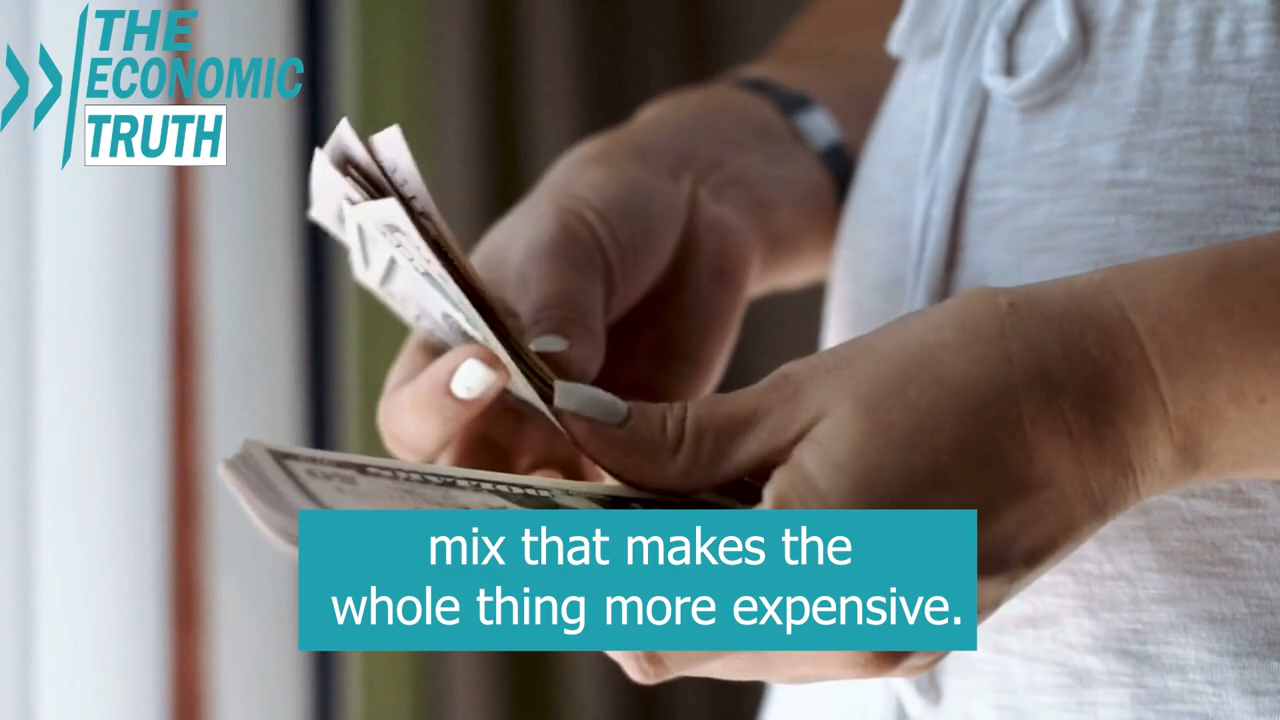 THE
ECONOMIC
TRUTH
mix that makes the
whole thing more expensive.